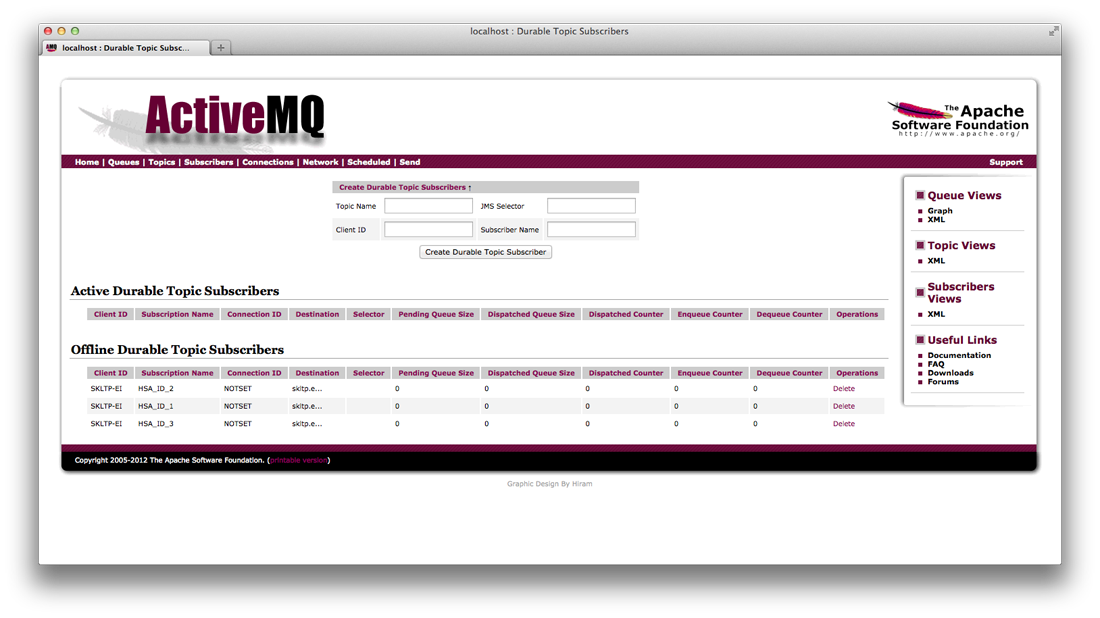 localhost : Durable Topic Subscribers
AMQ localhost : Durable Topic Subsc...
ActiveMQ
The Apache
Software Foundation
http://www.apache.org/
Home | Queues | Topics | Subscribers | Connections | Network | Scheduled | Send Support
Create Durable Topic Subscribers ↑
Topic Name JMS Selector
Client ID Subscriber Name
Create Durable Topic Subscriber
Active Durable Topic Subscribers
Client ID Subscription Name Connection ID Destination Selector Pending Queue Size Dispatched Queue Size Dispatched Counter Enqueue Counter Dequeue Counter Operations
Offline Durable Topic Subscribers
Client ID Subscription Name Connection ID Destination Selector Pending Queue Size Dispatched Queue Size Dispatched Counter Enqueue Counter Dequeue Counter Operations
SKLTP-EI HSA_ID_2 NOTSET skltp.e... 0 0 0 0 0 Delete
SKLTP-EI HSA_ID_1 NOTSET skltp.e... 0 0 0 0 0 Delete
SKLTP-EI HSA_ID_3 NOTSET skltp.e... 0 0 0 0 0 Delete
Queue Views
Graph
XML
Topic Views
XML
Subscribers
Views
XML
Useful Links
Documentation
FAQ
Downloads
Forums
Copyright 2005-2012 The Apache Software Foundation. (printable version)
Graphic Design By Hiram